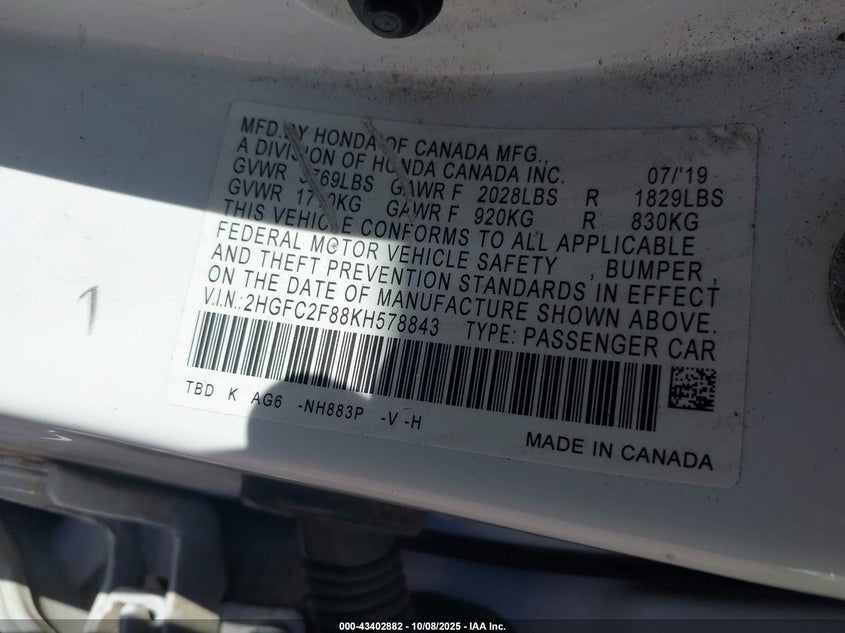 MFD. BY HONDA OF CANADA MFG.,
A DIVISION OF HONDA CANADA INC. 07/'19
GVWR 3769LBS GAWR F 2028LBS R 1829LBS
GVWR 1710KG GAWR F 920KG R 830KG
THIS VEHICLE CONFORMS TO ALL APPLICABLE
FEDERAL MOTOR VEHICLE SAFETY , BUMPER ,
AND THEFT PREVENTION STANDARDS IN EFFECT
ON THE DATE OF MANUFACTURE SHOWN ABOVE.
V.I.N.:2HGFC2F88KH578843 TYPE: PASSENGER CAR
TBD K AG6 -NH883P -V -H
MADE IN CANADA
000-43402882 | 10/08/2025 - IAA Inc.